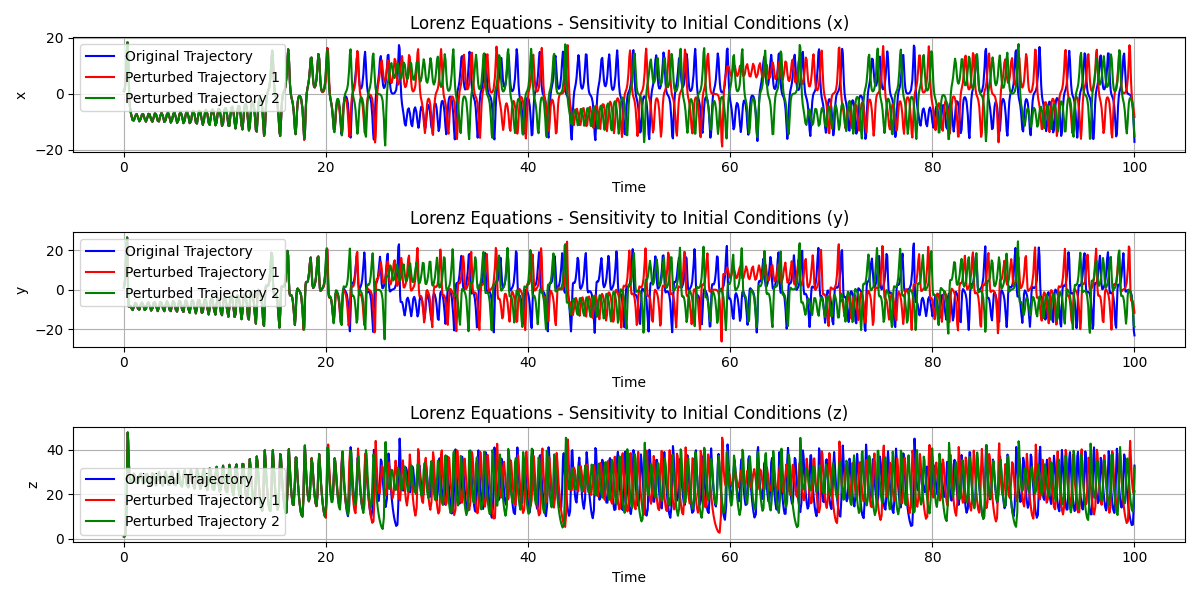 Lorenz Equations - Sensitivity to Initial Conditions (x)
20
0
−20
x
Original Trajectory
Perturbed Trajectory 1
Perturbed Trajectory 2
0 20 40 60 80 100
Time
Lorenz Equations - Sensitivity to Initial Conditions (y)
20
0
−20
y
Original Trajectory
Perturbed Trajectory 1
Perturbed Trajectory 2
0 20 40 60 80 100
Time
Lorenz Equations - Sensitivity to Initial Conditions (z)
40
20
0
z
Original Trajectory
Perturbed Trajectory 1
Perturbed Trajectory 2
0 20 40 60 80 100
Time